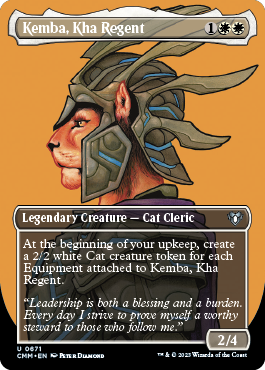 Kemba, Kha Regent 1
Legendary Creature — Cat Cleric
At the beginning of your upkeep, create
a 2/2 white Cat creature token for each
Equipment attached to Kemba, Kha
Regent.
“Leadership is both a blessing and a burden.
Every day I strive to prove myself a worthy
steward to those who follow me.”
2/4
U 0671
CMM • EN Peter Diamond
™ & © 2023 Wizards of the Coast